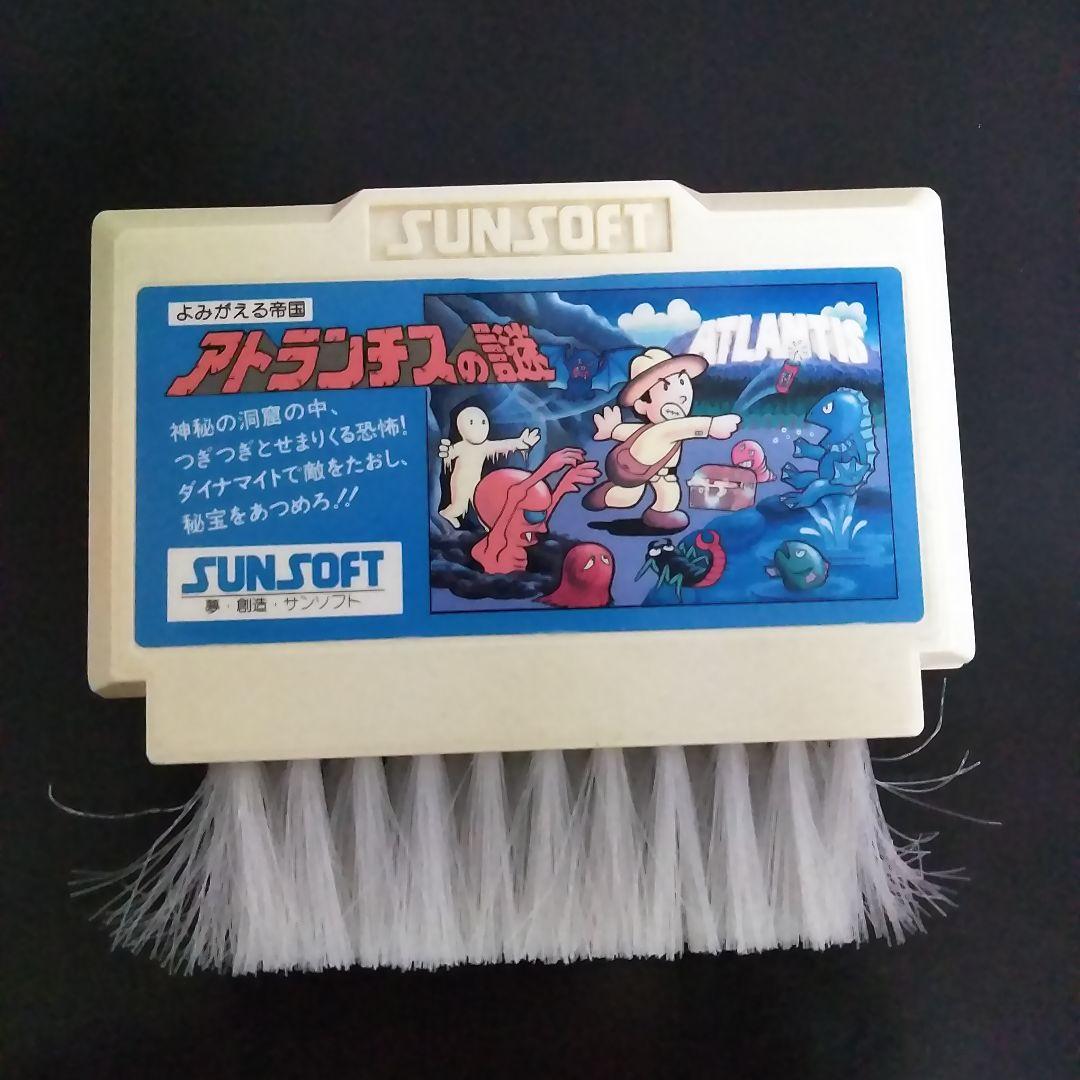 SUNSOFT
よみがえる帝国
アトランチスの謎
神秘の洞窟の中、
つぎつぎとせまりくる恐怖!
ダイナマイトで敵をたおし、
秘宝をあつめろ!!
SUNSOFT
夢・創造・サンソフト
ATLANTIS